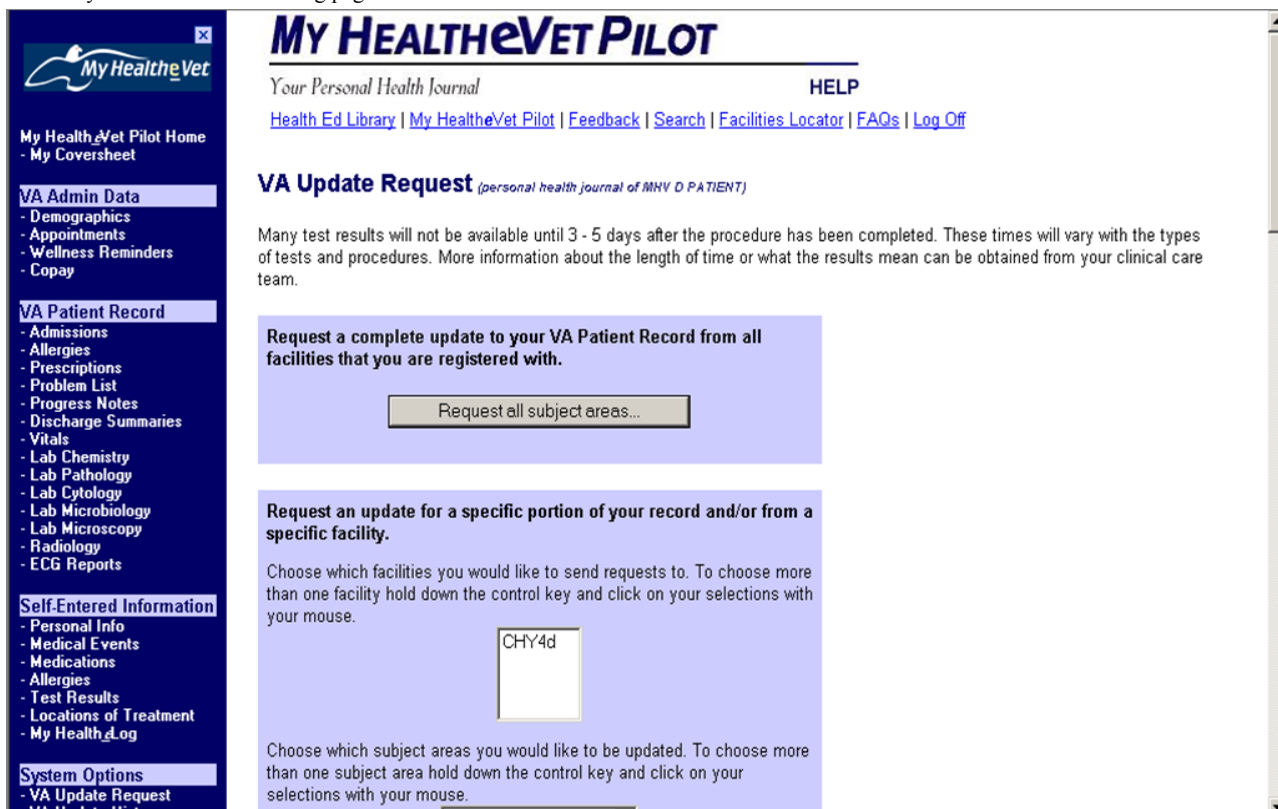 My HealtheVet
My HealtheVet Pilot Home
- My Coversheet
VA Admin Data
- Demographics
- Appointments
- Wellness Reminders
- Copay
VA Patient Record
- Admissions
- Allergies
- Prescriptions
- Problem List
- Progress Notes
- Discharge Summaries
- Vitals
- Lab Chemistry
- Lab Pathology
- Lab Cytology
- Lab Microbiology
- Lab Microscopy
- Radiology
- ECG Reports
Self-Entered Information
- Personal Info
- Medical Events
- Medications
- Allergies
- Test Results
- Locations of Treatment
- My HealtheLog
System Options
- VA Update Request
MY HEALTHEVET PILOT
Your Personal Health Journal
HELP
Health Ed Library | My HealtheVet Pilot | Feedback | Search | Facilities Locator | FAQs | Log Off
VA Update Request (personal health journal of MHV D PATIENT)
Many test results will not be available until 3 - 5 days after the procedure has been completed. These times will vary with the types
of tests and procedures. More information about the length of time or what the results mean can be obtained from your clinical care
team.
Request a complete update to your VA Patient Record from all
facilities that you are registered with.
Request all subject areas...
Request an update for a specific portion of your record and/or from a
specific facility.
Choose which facilities you would like to send requests to. To choose more
than one facility hold down the control key and click on your selections with
your mouse.
CHY4d
Choose which subject areas you would like to be updated. To choose more
than one subject area hold down the control key and click on your
selections with your mouse.